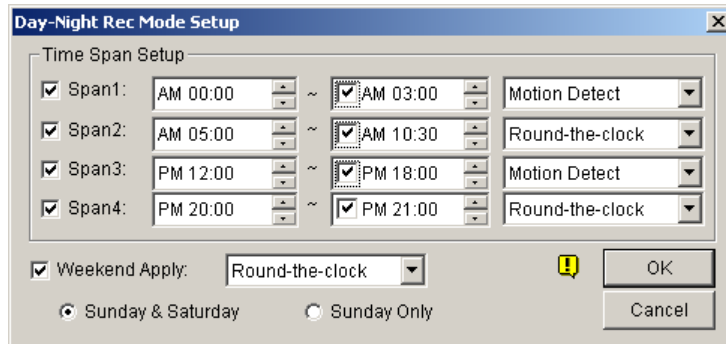 Day-Night Rec Mode Setup
Time Span Setup
Span1: AM 00:00 ~ AM 03:00 Motion Detect
Span2: AM 05:00 ~ AM 10:30 Round-the-clock
Span3: PM 12:00 ~ PM 18:00 Motion Detect
Span4: PM 20:00 ~ PM 21:00 Round-the-clock
Weekend Apply: Round-the-clock OK
Sunday & Saturday Sunday Only Cancel